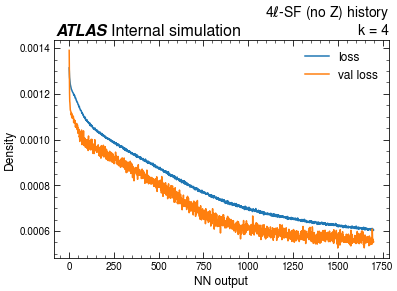 4ℓ-SF (no Z) history
ATLAS Internal simulation
k = 4
loss
val loss
Density
0.0014
0.0012
0.0010
0.0008
0.0006
0 250 500 750 1000 1250 1500 1750
NN output